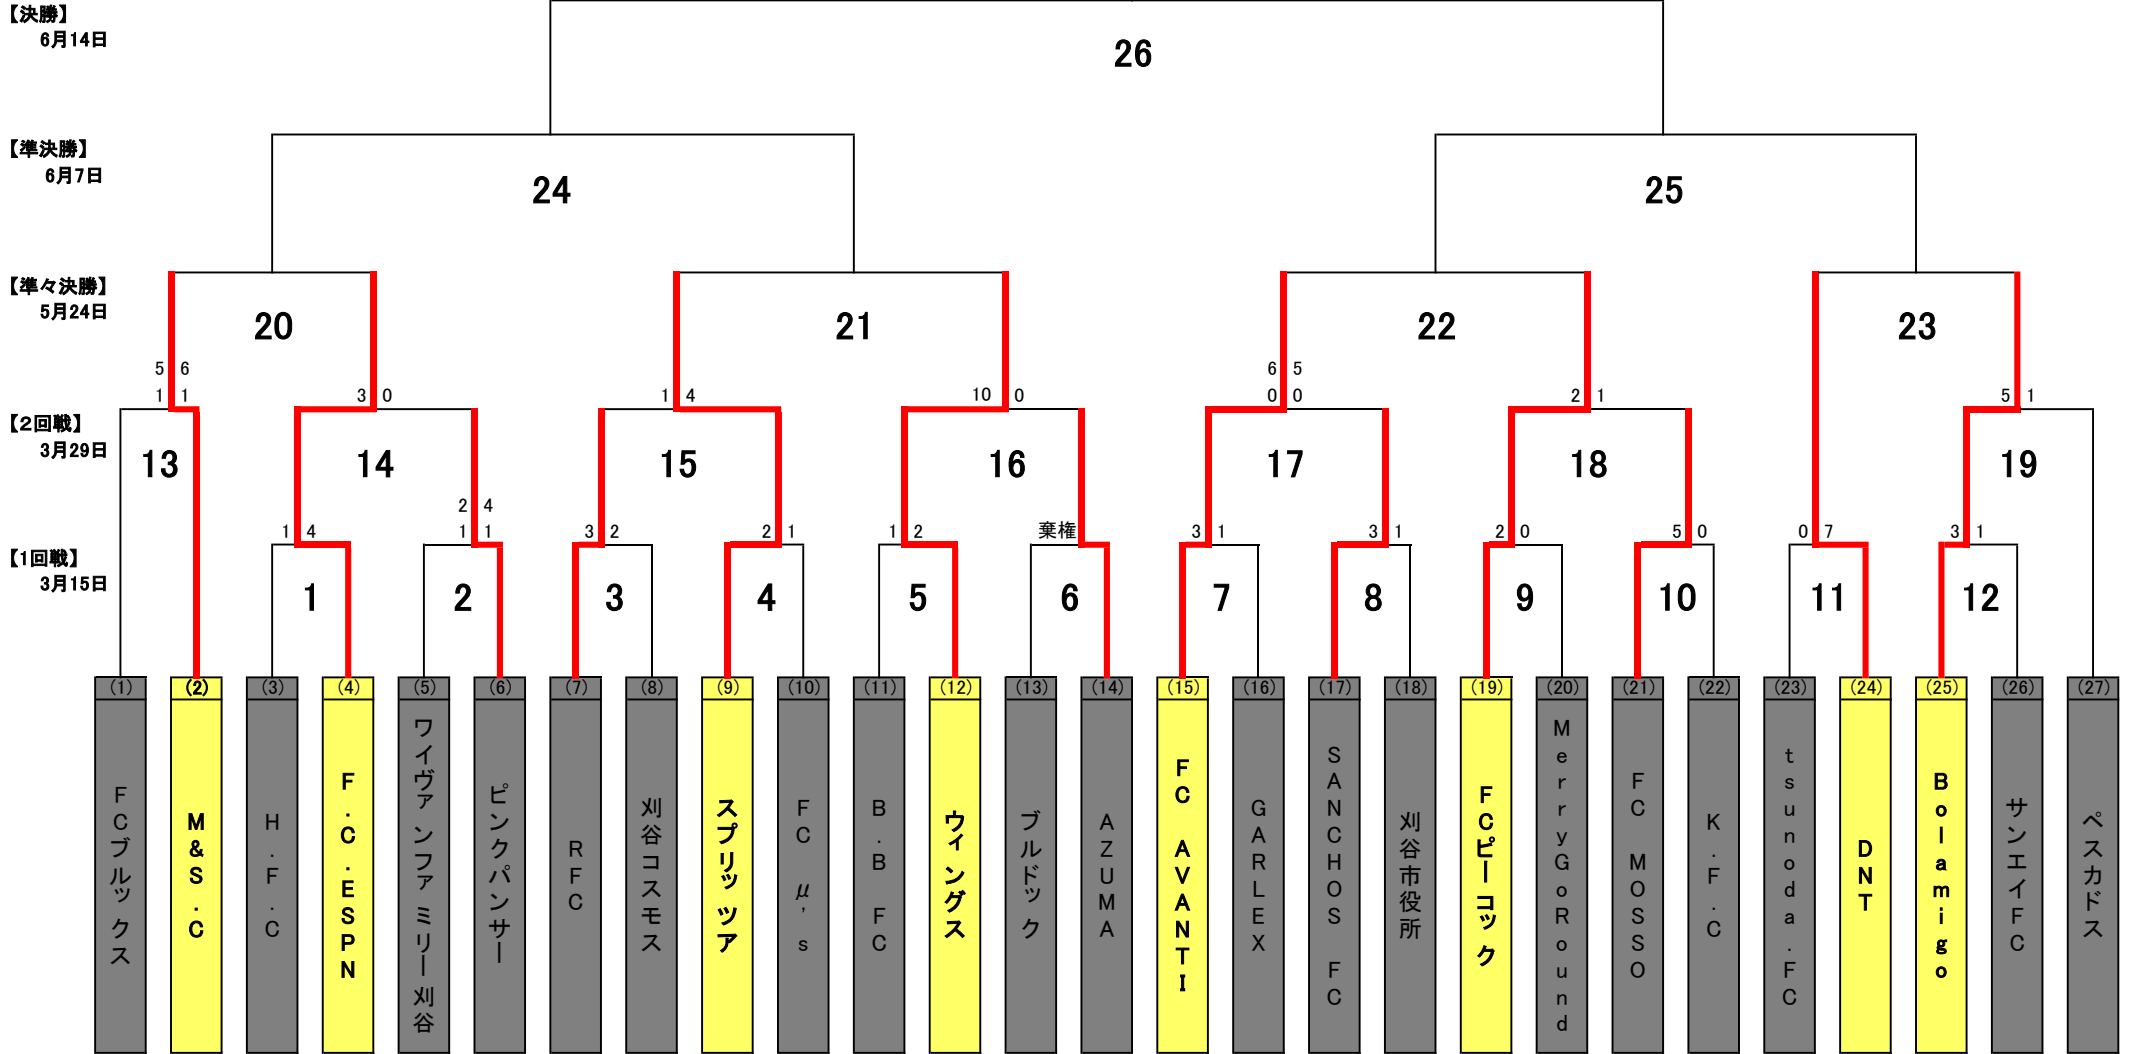 【決勝】
6月14日
26
【準決勝】
6月7日
24
25
【準々決勝】
5月24日
20
21
22
23
5 6
6 5
1 1
3 0
1 4
10 0
0 0
2 1
5 1
【2回戦】
3月29日
13
14
15
16
17
18
19
2 4
1 4
1 1
3 2
2 1
1 2
棄権
3 1
3 1
2 0
5 0
0 7
3 1
【1回戦】
3月15日
1
2
3
4
5
6
7
8
9
10
11
12
(1)
(2)
(3)
(4)
(5)
(6)
(7)
(8)
(9)
(10)
(11)
(12)
(13)
(14)
(15)
(16)
(17)
(18)
(19)
(20)
(21)
(22)
(23)
(24)
(25)
(26)
(27)
FCブルックス
M&S.C
H.F.C
F.C.ESPN
ワイヴァンファミリー刈谷
ピンクパンサー
RFC
刈谷コスモス
スプリッツア
FC μ's
B.B FC
ウィングス
ブルドック
AZUMA
FC AVANTI
GARLEX
SANCHOS FC
刈谷市役所
FCピーコック
MerryGoRound
FC MOSSO
K.F.C
tsunoda.FC
DNT
Bolamigo
サンエイFC
ペスカドス